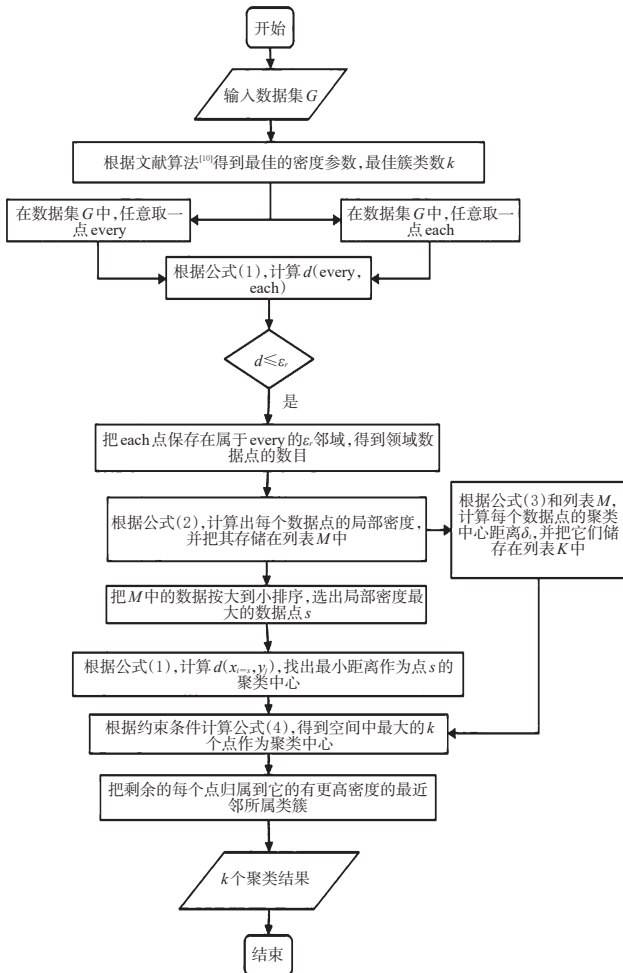 开始
输入数据集G
根据文献算法[10]得到最佳的密度参数,最佳簇类数k
在数据集G中,任意取一
点every
在数据集G中,任意取一
点each
根据公式(1),计算d(every,
each)
d≤εr
是
把each点保存在属于every的εr邻域,得到领域数
据点的数目
根据公式(2),计算出每个数据点的局部密度,
并把其存储在列表M中
根据公式(3)和列表M,
计算每个数据点的聚类
中心距离δi,并把它们储
存在列表K中
把M中的数据按大到小排序,选出局部密度最
大的数据点s
根据公式(1),计算d(xi=s,yi),找出最小距离作为点s的
聚类中心
根据约束条件计算公式(4),得到空间中最大的k
个点作为聚类中心
把剩余的每个点归属到它的有更高密度的最近
邻所属类簇
k个聚类结果
结束